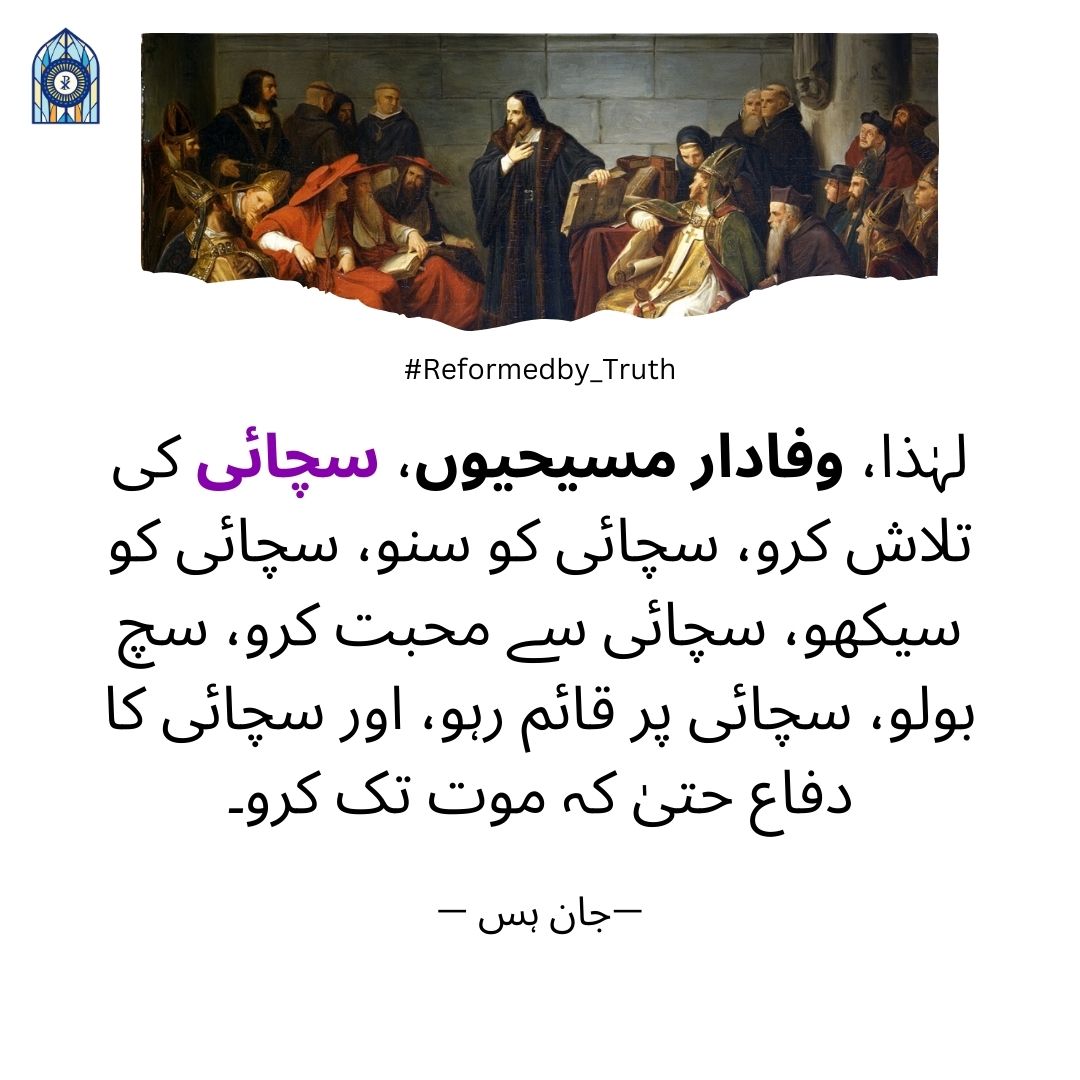 #Reformedby_Truth
لہٰذا، وفادار مسیحیوں، سچائی کی
تلاش کرو، سچائی کو سنو، سچائی کو
سیکھو، سچائی سے محبت کرو، سچ
بولو، سچائی پر قائم رہو، اور سچائی کا
دفاع حتیٰ کہ موت تک کرو۔
—جان ہس —